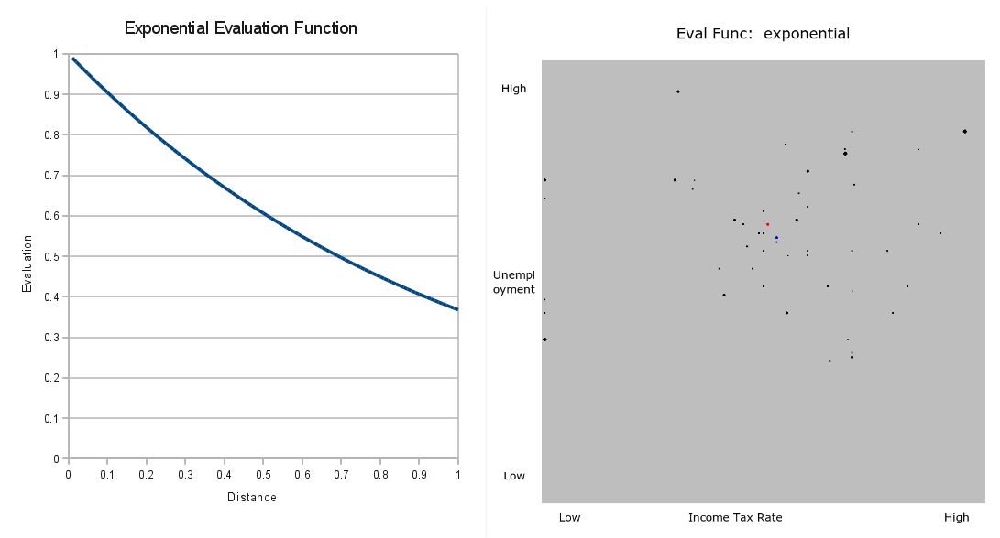 Exponential Evaluation Function
1
0.9
0.8
0.7
0.6
0.5
0.4
0.3
0.2
0.1
0
Evaluation
0 0.1 0.2 0.3 0.4 0.5 0.6 0.7 0.8 0.9 1
Distance
Eval Func: exponential
High
Unempl
oyment
Low
Low Income Tax Rate High